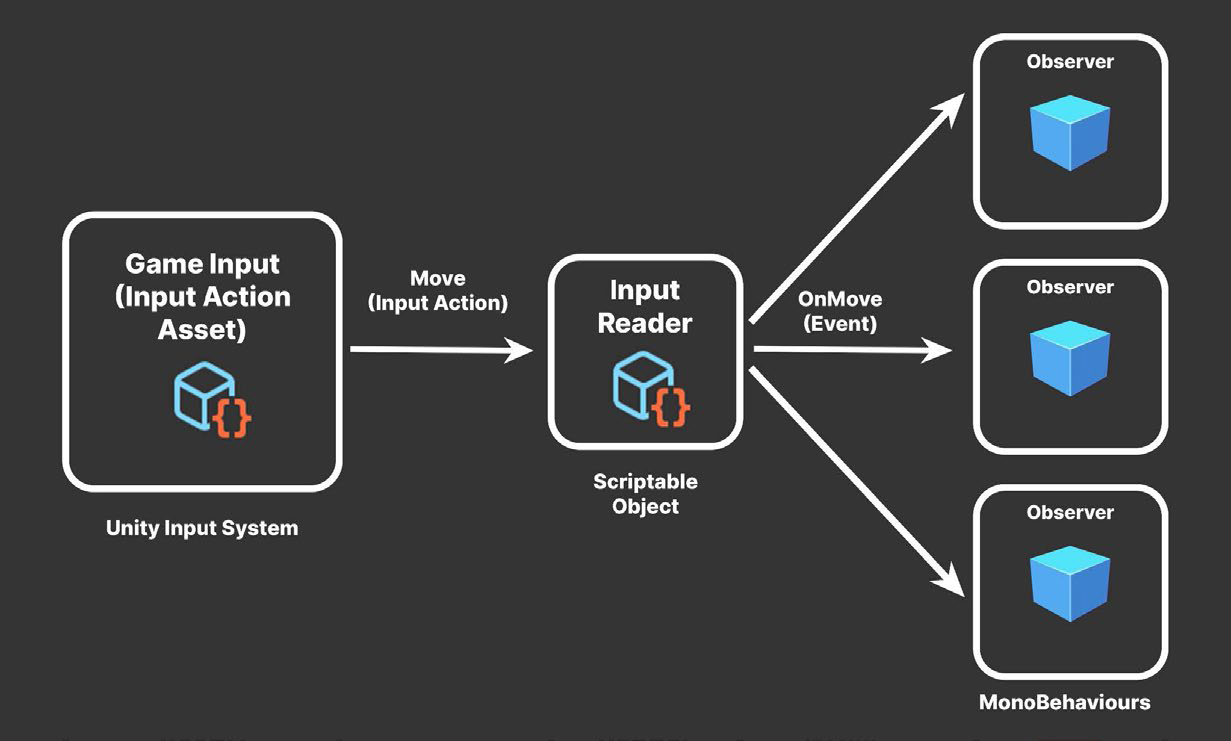 Observer
Game Input
(Input Action
Asset)
Move
(Input Action)
Input
Reader
OnMove
(Event)
Observer
Scriptable
Object
Unity Input System
Observer
MonoBehaviours